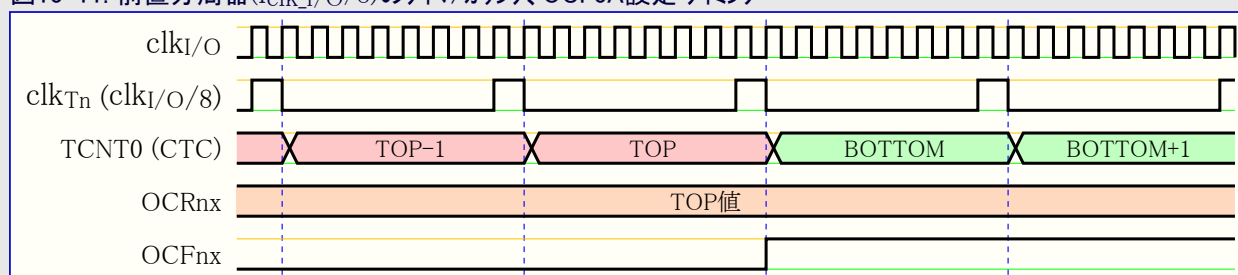 clkI/O
clkTn (clkI/O/8)
TCNT0 (CTC) TOP-1 TOP BOTTOM BOTTOM+1
OCRnx TOP値
OCFnx